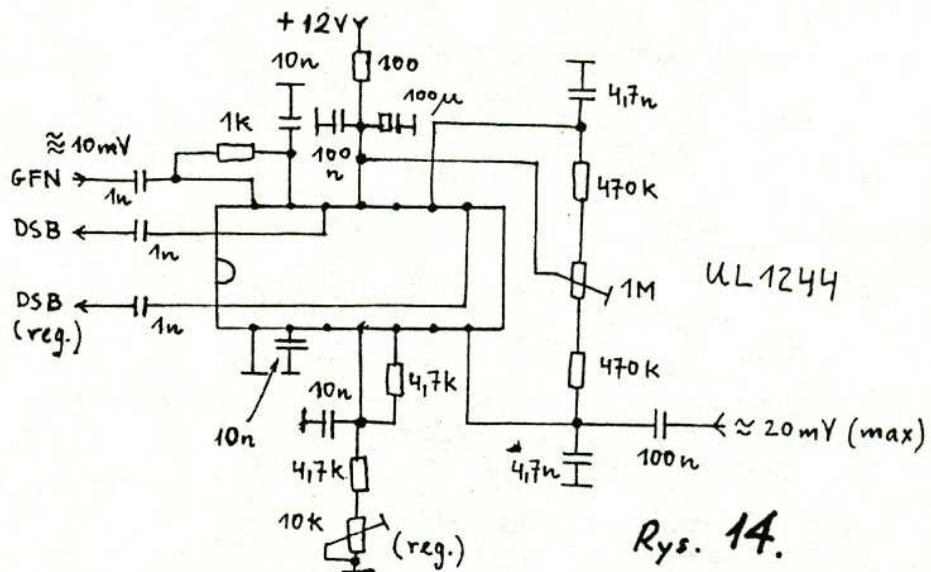 +12V
10n
100
100µ
4,7n
1k
≈10mV
100
n
GFN
1n
470k
DSB
1n
1M
UL1244
DSB
(reg.)
1n
470k
10n
4,7k
10n
≈ 20mV (max)
100n
4,7k
4,7n
10k
(reg.)
Rys. 14.